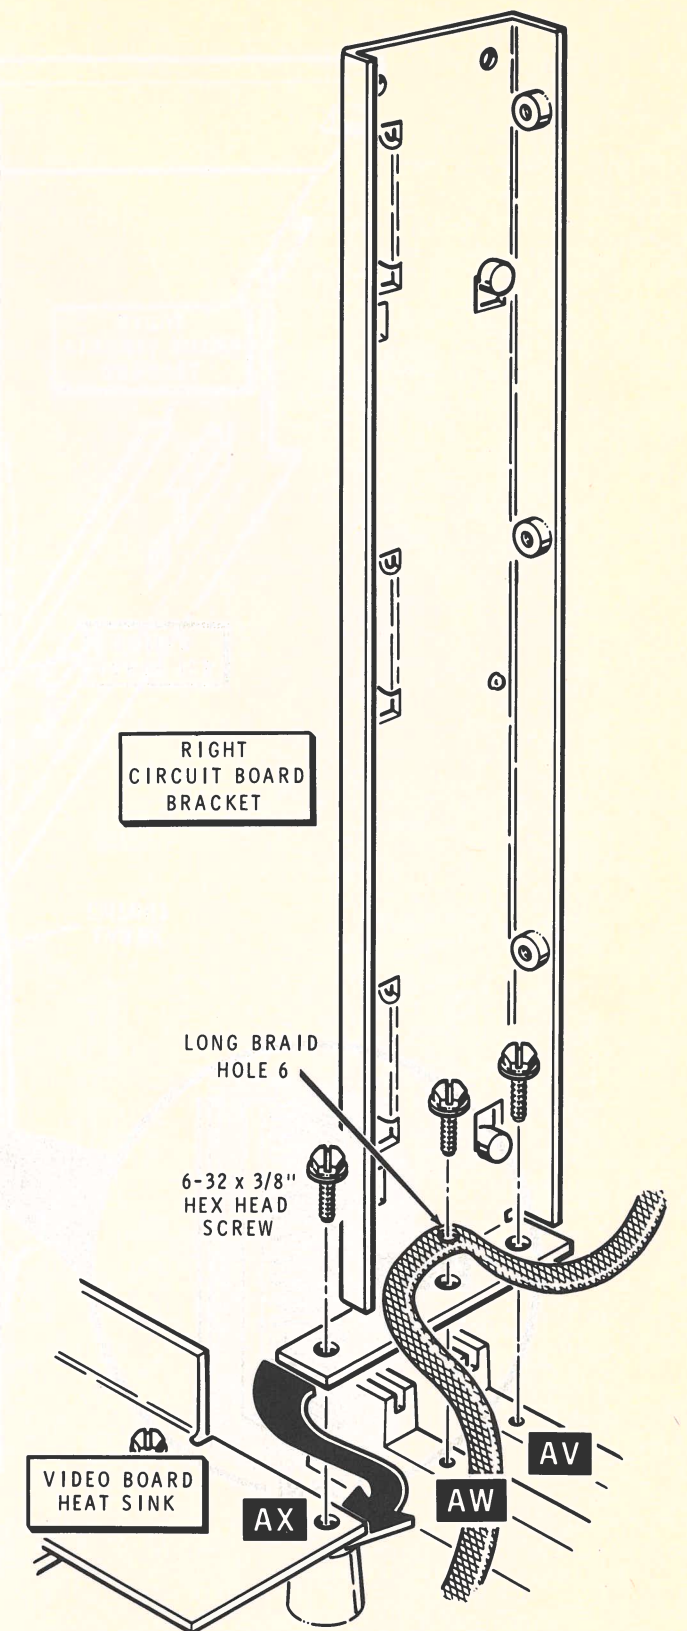 RIGHT
CIRCUIT BOARD
BRACKET
LONG BRAID
HOLE 6
6-32 x 3/8"
HEX HEAD
SCREW
VIDEO BOARD
HEAT SINK
AX
AW
AV